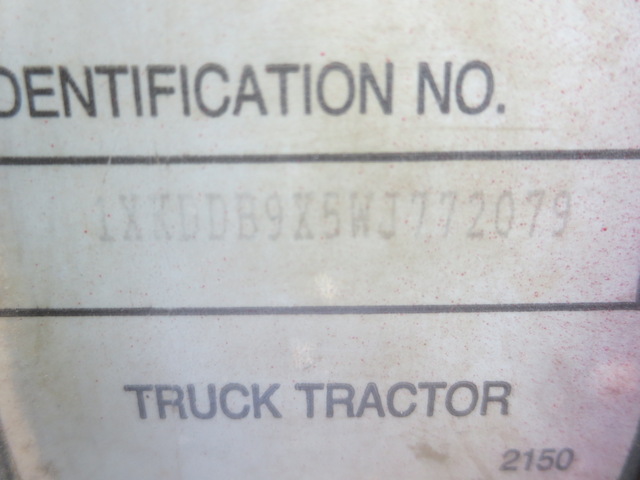 DENTIFICATION NO.
1XKDDB9X5WJ772079
TRUCK TRACTOR
2150